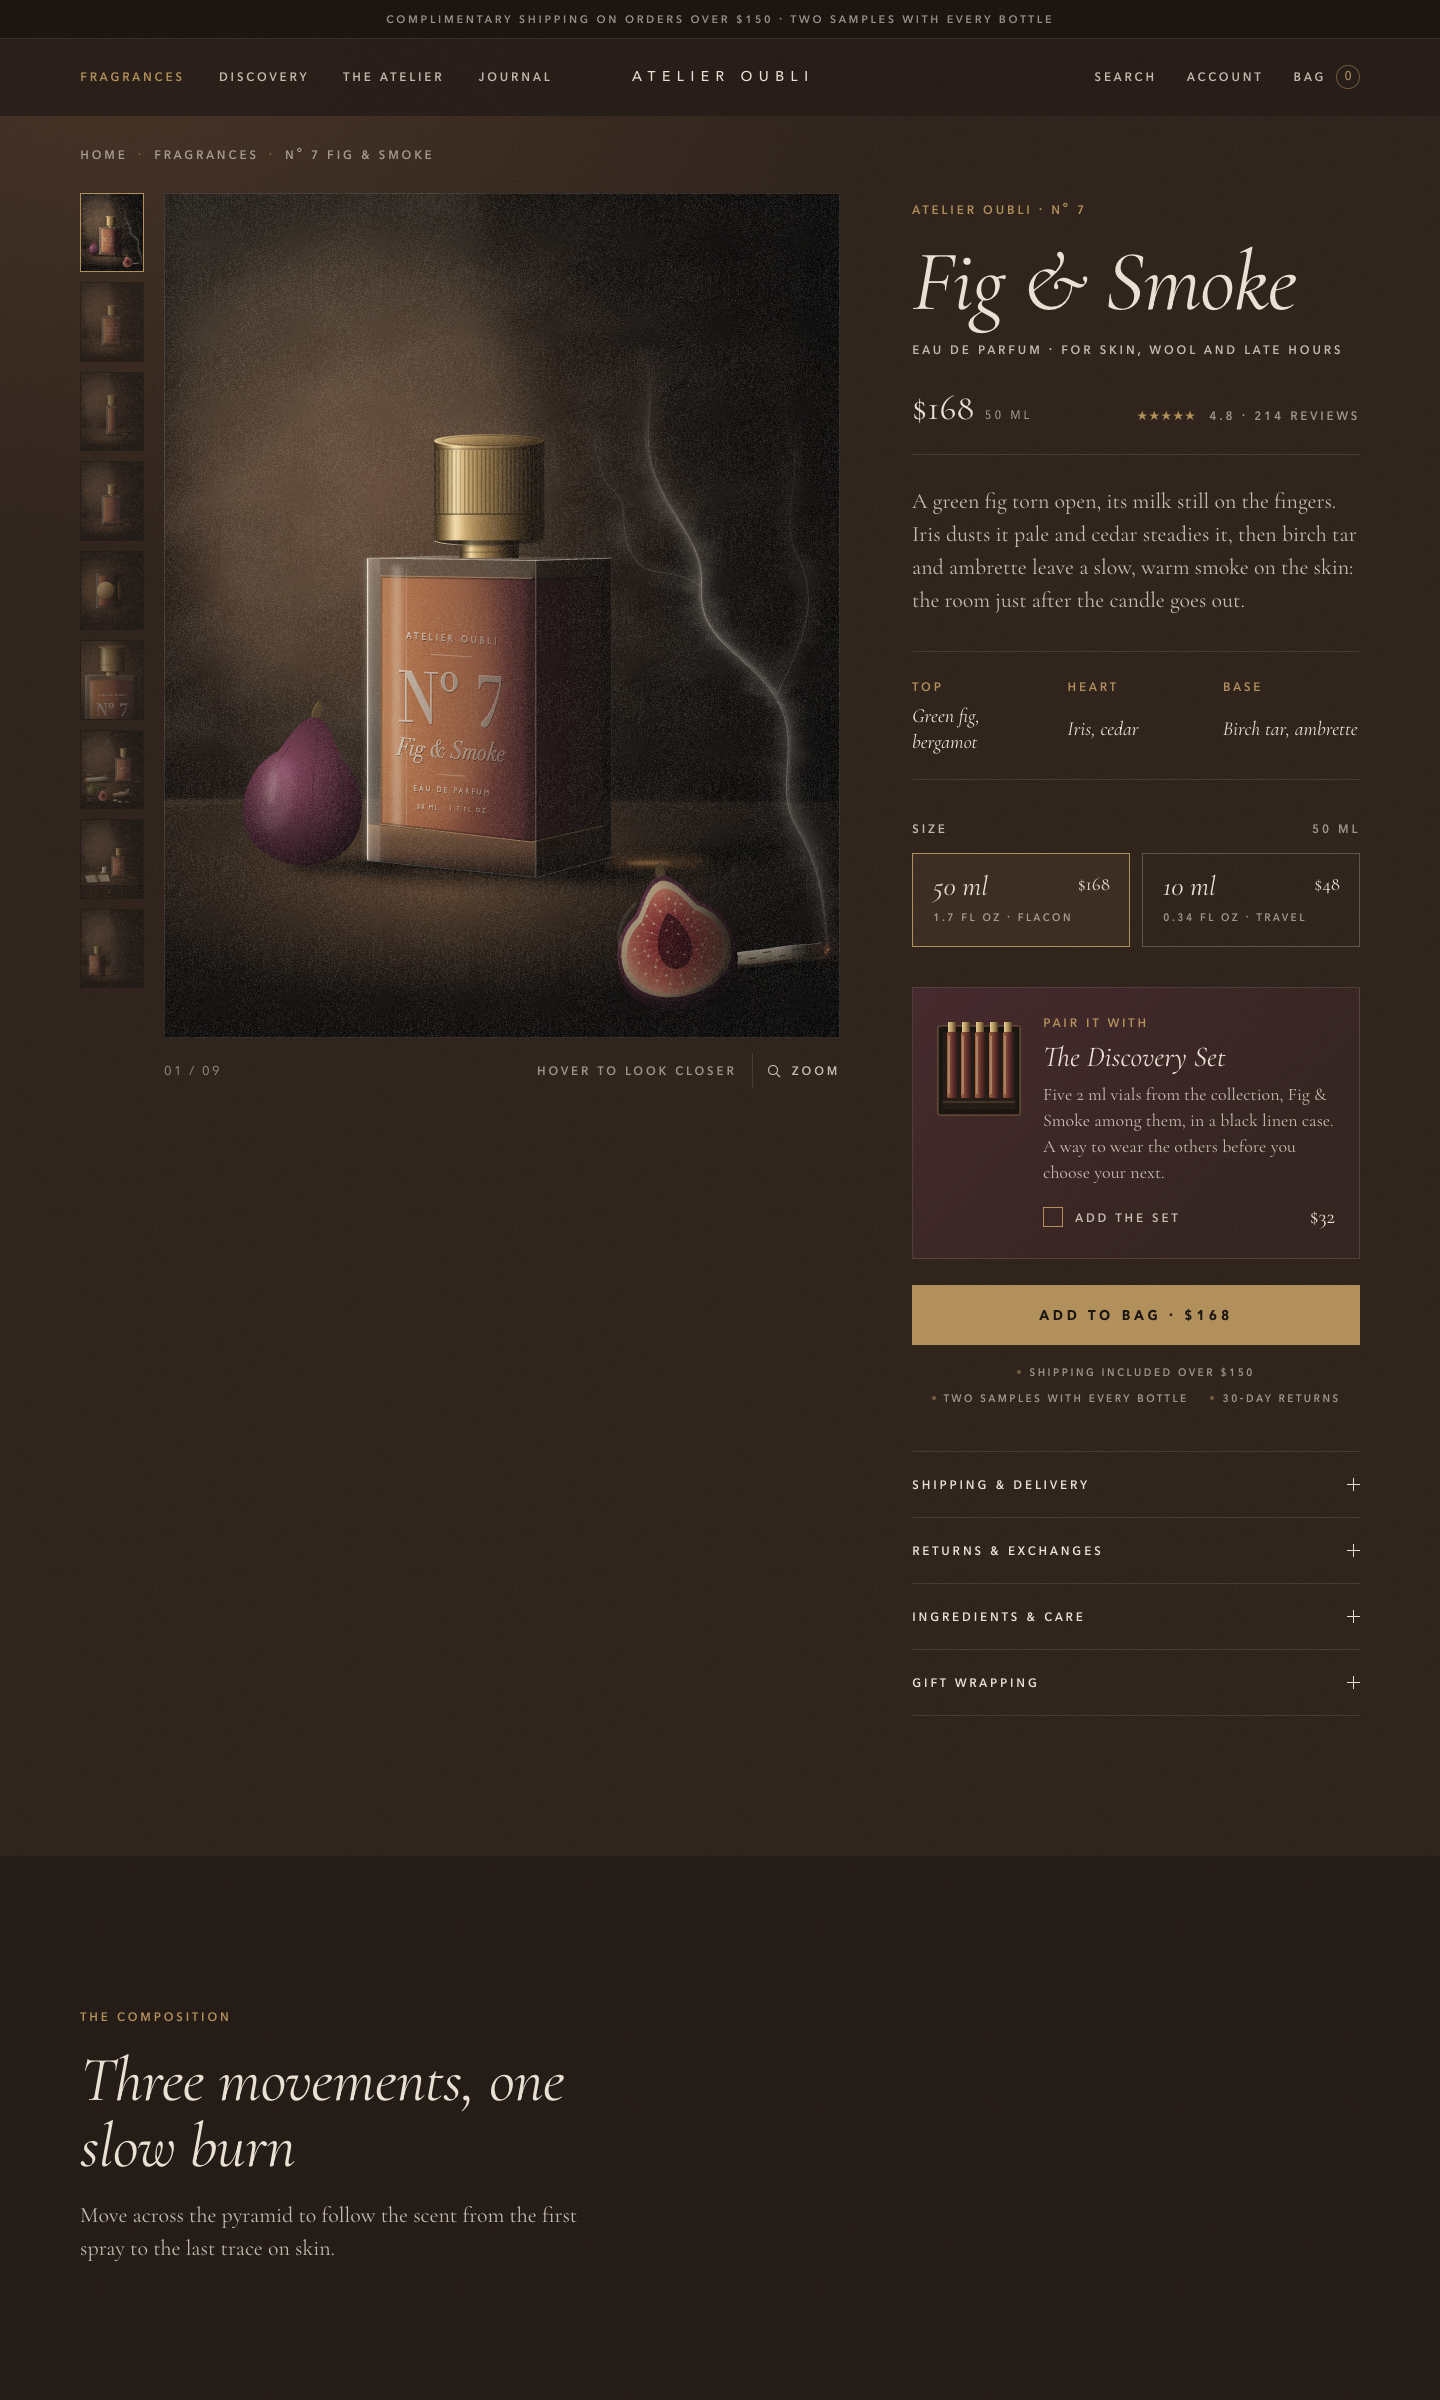 COMPLIMENTARY SHIPPING ON ORDERS OVER $150 · TWO SAMPLES WITH EVERY BOTTLE
FRAGRANCES DISCOVERY THE ATELIER JOURNAL ATELIER OUBLI SEARCH ACCOUNT BAG 0
HOME · FRAGRANCES · N° 7 FIG & SMOKE
ATELIER OUBLI
Nº 7
Fig & Smoke
EAU DE PARFUM
50 ML · 1.7 FL OZ
Nº 7
01 / 09
HOVER TO LOOK CLOSER
ZOOM
ATELIER OUBLI · N° 7
Fig & Smoke
EAU DE PARFUM · FOR SKIN, WOOL AND LATE HOURS
$168 50 ML ★★★★★ 4.8 · 214 REVIEWS
A green fig torn open, its milk still on the fingers.
Iris dusts it pale and cedar steadies it, then birch tar
and ambrette leave a slow, warm smoke on the skin:
the room just after the candle goes out.
TOP
Green fig,
bergamot
HEART
Iris, cedar
BASE
Birch tar, ambrette
SIZE 50 ML
50 ml $168
1.7 FL OZ · FLACON
10 ml $48
0.34 FL OZ · TRAVEL
PAIR IT WITH
The Discovery Set
Five 2 ml vials from the collection, Fig &
Smoke among them, in a black linen case.
A way to wear the others before you
choose your next.
ADD THE SET $32
ADD TO BAG · $168
SHIPPING INCLUDED OVER $150
TWO SAMPLES WITH EVERY BOTTLE
30-DAY RETURNS
SHIPPING & DELIVERY
RETURNS & EXCHANGES
INGREDIENTS & CARE
GIFT WRAPPING
THE COMPOSITION
Three movements, one
slow burn
Move across the pyramid to follow the scent from the first
spray to the last trace on skin.